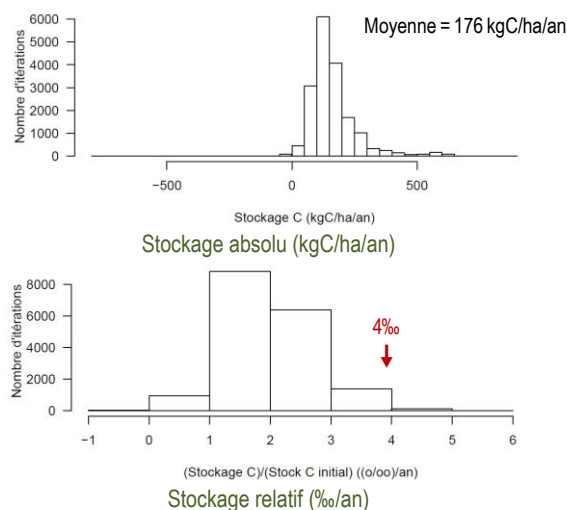 Moyenne = 176 kgC/ha/an
Nombre d'itérations
6000
5000
4000
3000
2000
1000
0
−500 0 500
Stockage C (kgC/ha/an)
Stockage absolu (kgC/ha/an)
Nombre d'itérations
8000
6000
4000
2000
0
4‰
−1 0 1 2 3 4 5 6
(Stockage C)/(Stock C initial) ((o/oo)/an)
Stockage relatif (‰/an)